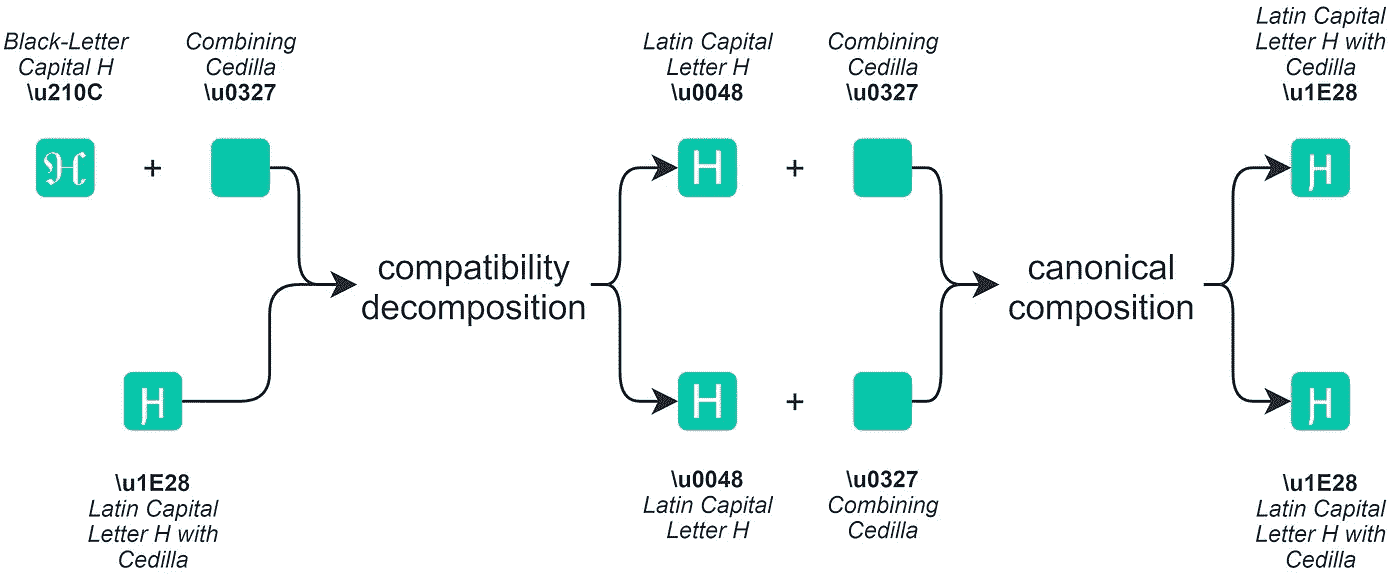 Black-Letter
Capital H
\u210C
Combining
Cedilla
\u0327
Latin Capital
Letter H
\u0048
Combining
Cedilla
\u0327
Latin Capital
Letter H with
Cedilla
\u1E28
ℌ
+
H
+
Ḩ
compatibility
decomposition
canonical
composition
Ḩ
H
+
Ḩ
\u1E28
Latin Capital
Letter H with
Cedilla
\u0048
Latin Capital
Letter H
\u0327
Combining
Cedilla
\u1E28
Latin Capital
Letter H with
Cedilla